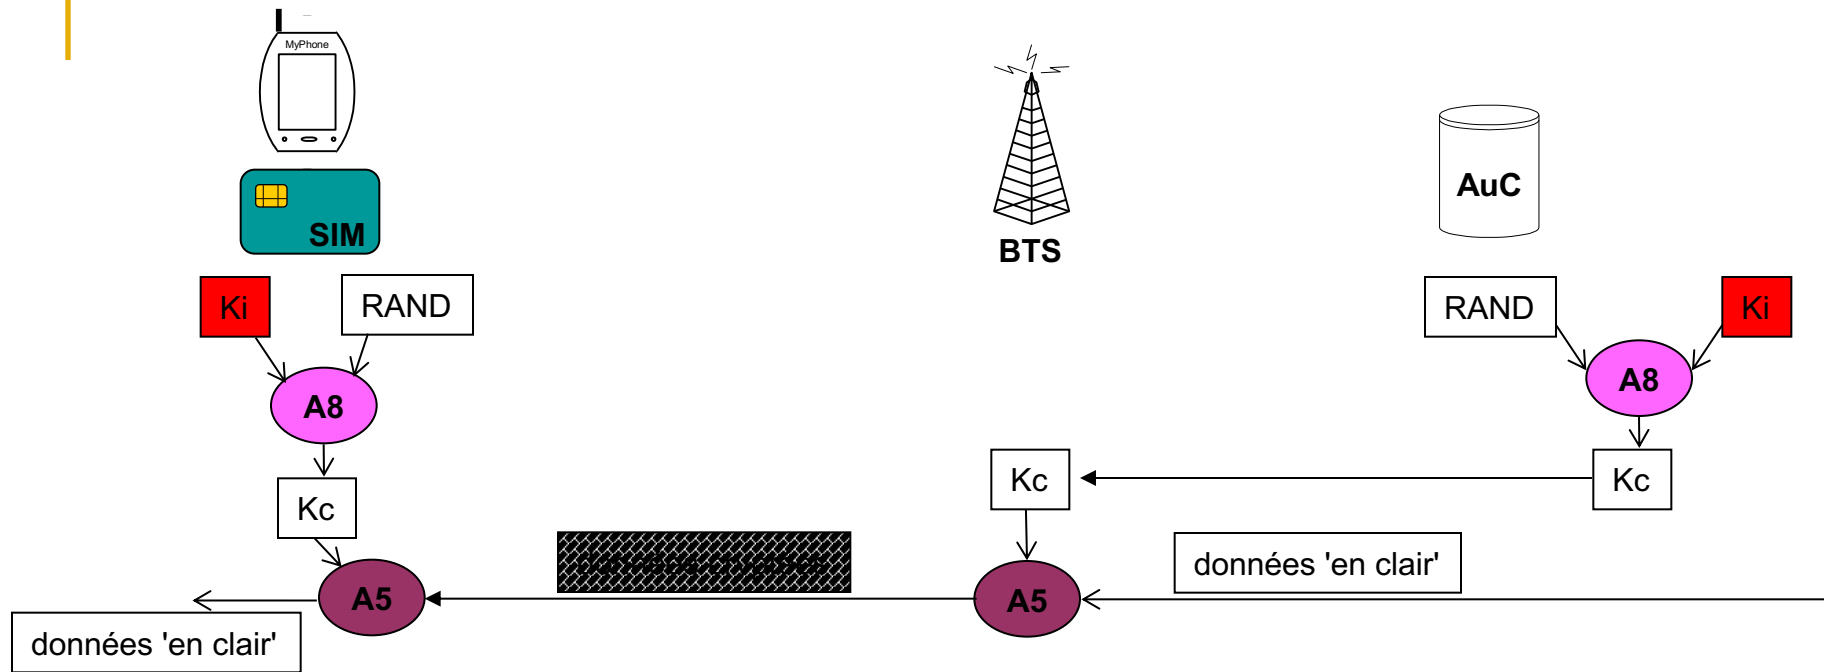 MyPhone
SIM
BTS
AuC
Ki
RAND
RAND
Ki
A8
A8
Kc
Kc
Kc
données 'en clair'
A5
A5
données 'en clair'